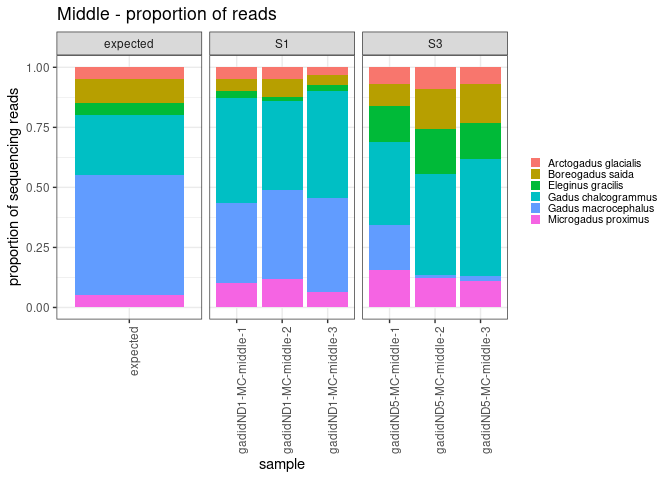 Middle - proportion of reads
expected
S1
S3
proportion of sequencing reads
1.00
0.75
0.50
0.25
0.00
expected
gadidND1-MC-middle-1
gadidND1-MC-middle-2
gadidND1-MC-middle-3
gadidND5-MC-middle-1
gadidND5-MC-middle-2
gadidND5-MC-middle-3
sample
Arctogadus glacialis
Boreogadus saida
Eleginus gracilis
Gadus chalcogrammus
Gadus macrocephalus
Microgadus proximus